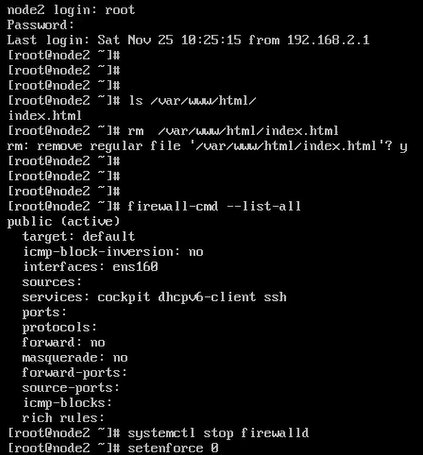 node2 login: root
Password:
Last login: Sat Nov 25 10:25:15 from 192.168.2.1
[root@node2 ~]#
[root@node2 ~]#
[root@node2 ~]#
[root@node2 ~]# ls /var/www/html/
index.html
[root@node2 ~]# rm  /var/www/html/index.html
rm: remove regular file '/var/www/html/index.html'? y
[root@node2 ~]#
[root@node2 ~]#
[root@node2 ~]#
[root@node2 ~]# firewall-cmd --list-all
public (active)
  target: default
  icmp-block-inversion: no
  interfaces: ens160
  sources:
  services: cockpit dhcpv6-client ssh
  ports:
  protocols:
  forward: no
  masquerade: no
  forward-ports:
  source-ports:
  icmp-blocks:
  rich rules:
[root@node2 ~]# systemctl stop firewalld
[root@node2 ~]# setenforce 0